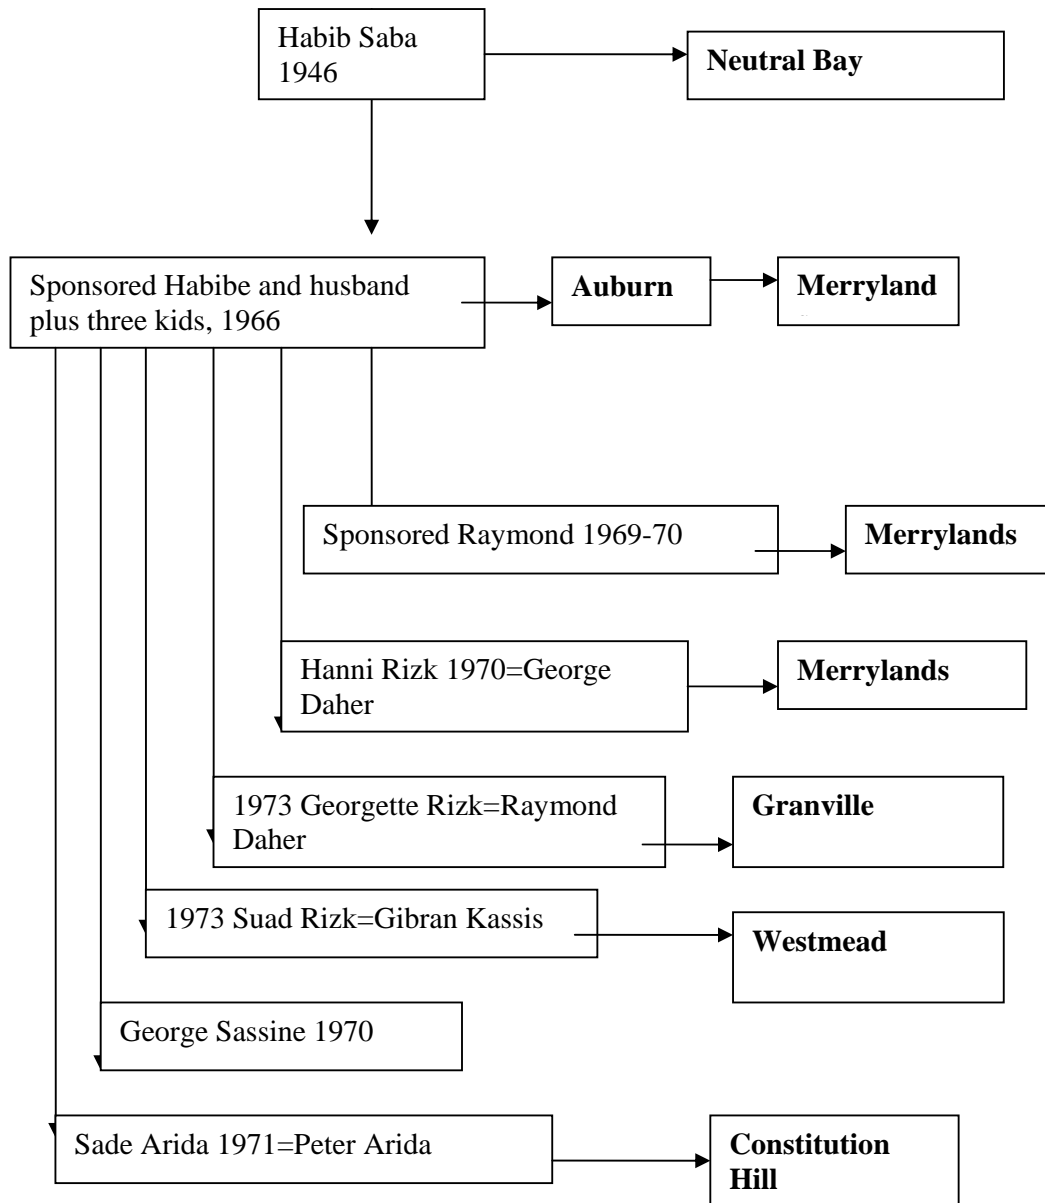 Habib Saba
1946
Neutral Bay
Sponsored Habibe and husband
plus three kids, 1966
Auburn
Merryland
Sponsored Raymond 1969-70
Merrylands
Hanni Rizk 1970=George
Daher
Merrylands
1973 Georgette Rizk=Raymond
Daher
Granville
1973 Suad Rizk=Gibran Kassis
Westmead
George Sassine 1970
Sade Arida 1971=Peter Arida
Constitution
Hill